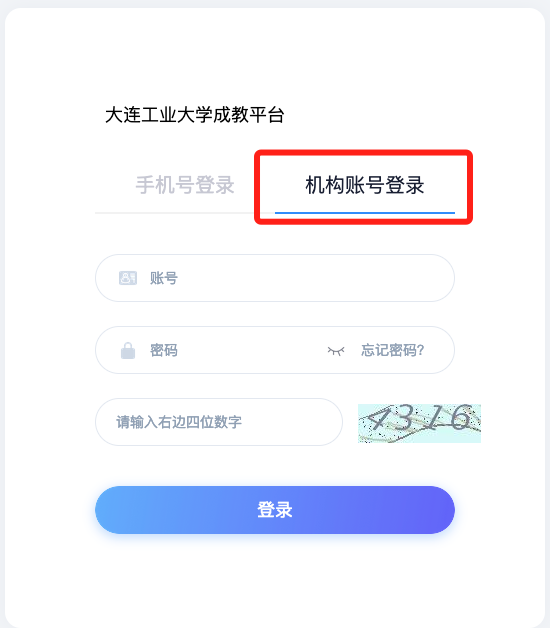 大连工业大学成教平台
手机号登录 机构账号登录
账号
密码 忘记密码?
请输入右边四位数字 4316
登录